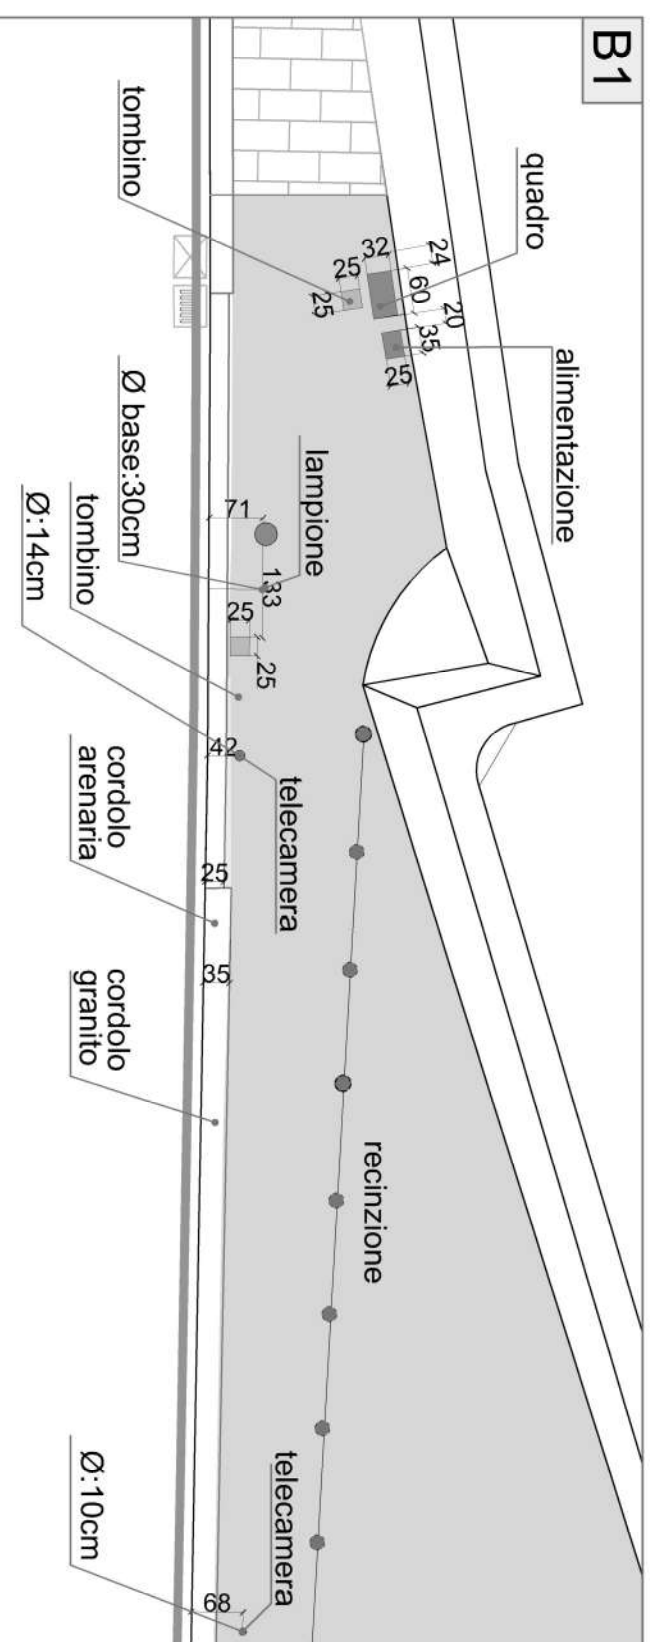 B1
tombino
quadro
24
32
60
25
25
20
35
25
alimentazione
lampione
Ø base:30cm
71
133
25
25
tombino
Ø:14cm
42
telecamera
cordolo
arenaria
25
35
cordolo
granito
recinzione
telecamera
Ø:10cm
68